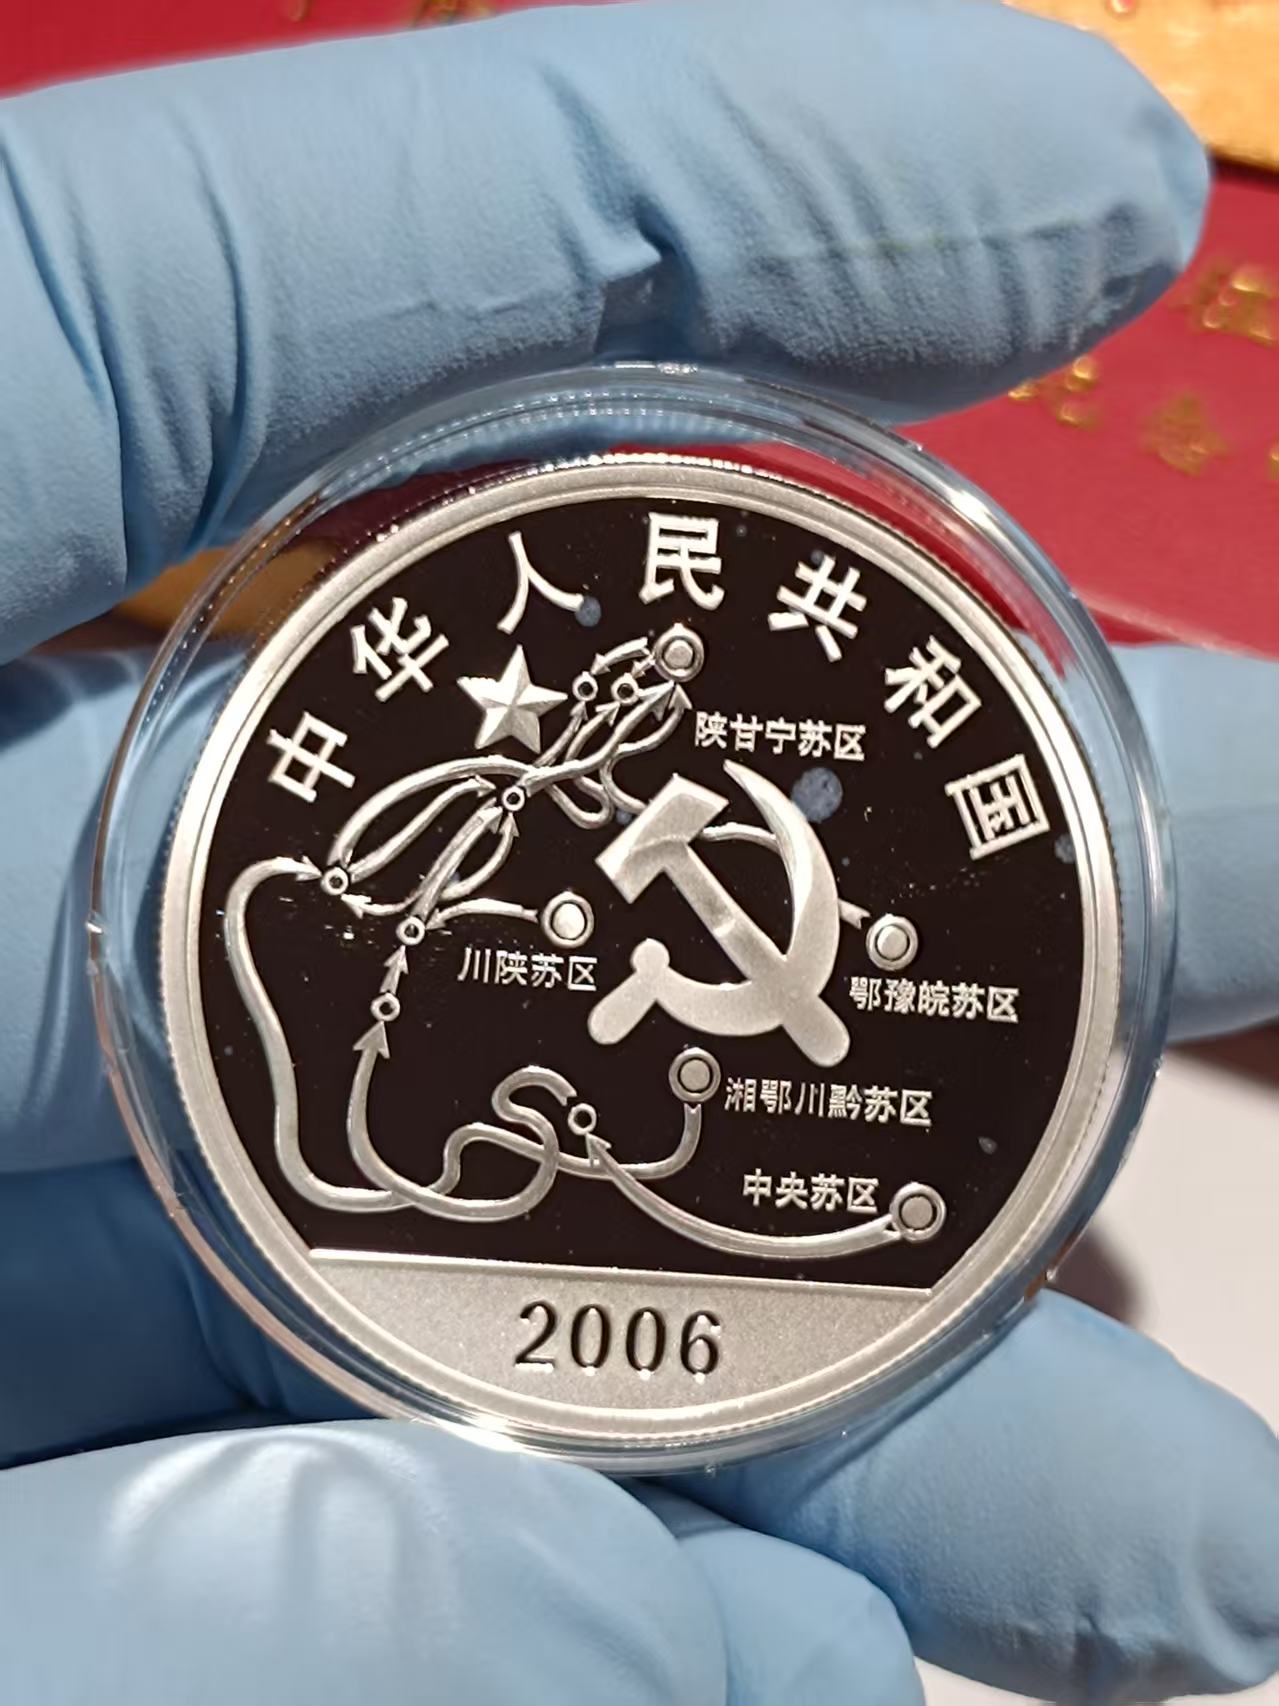 中华人民共和国
陕甘宁苏区
川陕苏区
鄂豫皖苏区
湘鄂川黔苏区
中央苏区
2006
念